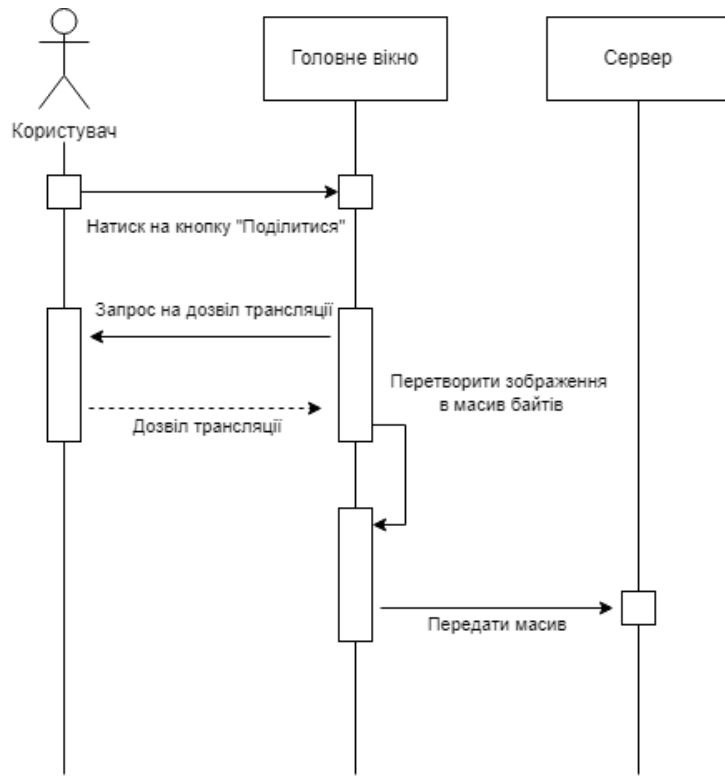 Головне вікно
Сервер
Користувач
Натиск на кнопку "Поділитися"
Запрос на дозвіл трансляції
Перетворити зображення
в масив байтів
Дозвіл трансляції
Передати масив